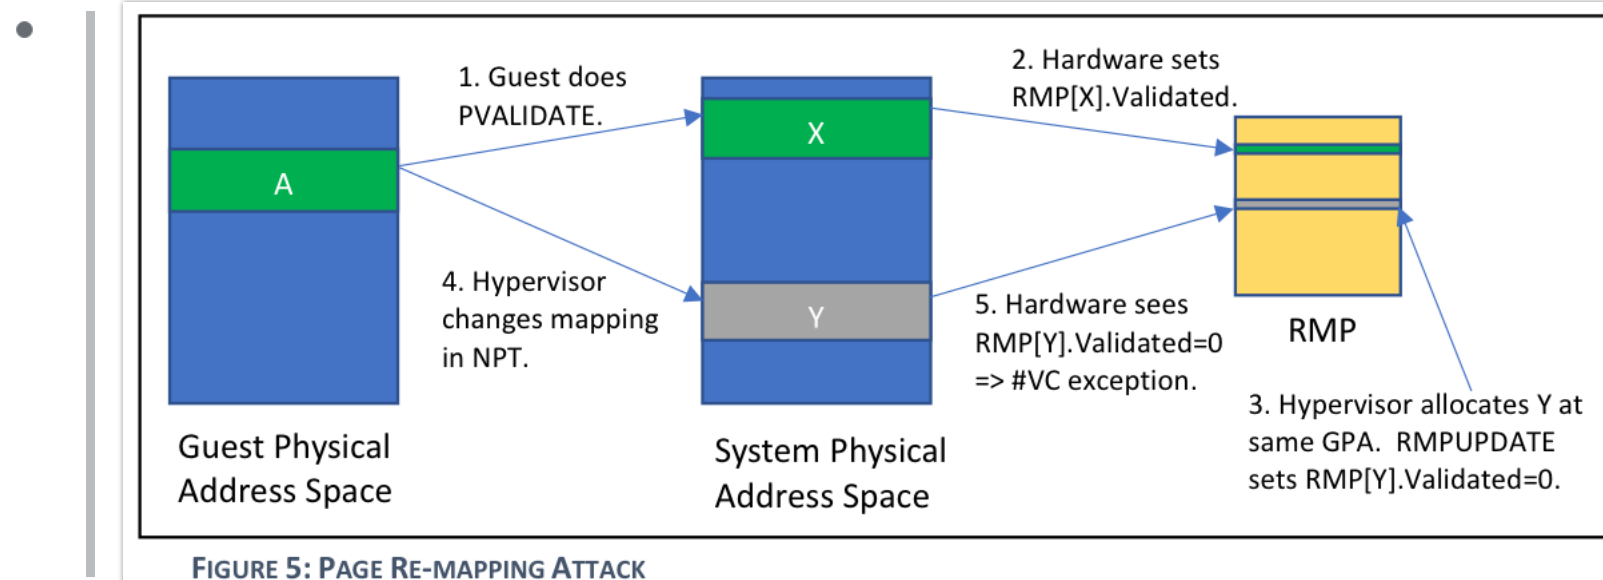 1. Guest does
PVALIDATE.
2. Hardware sets
RMP[X].Validated.
A
X
4. Hypervisor
changes mapping
in NPT.
Y
5. Hardware sees
RMP[Y].Validated=0
=> #VC exception.
RMP
3. Hypervisor allocates Y at
same GPA.  RMPUPDATE
sets RMP[Y].Validated=0.
Guest Physical
Address Space
System Physical
Address Space
FIGURE 5: PAGE RE-MAPPING ATTACK